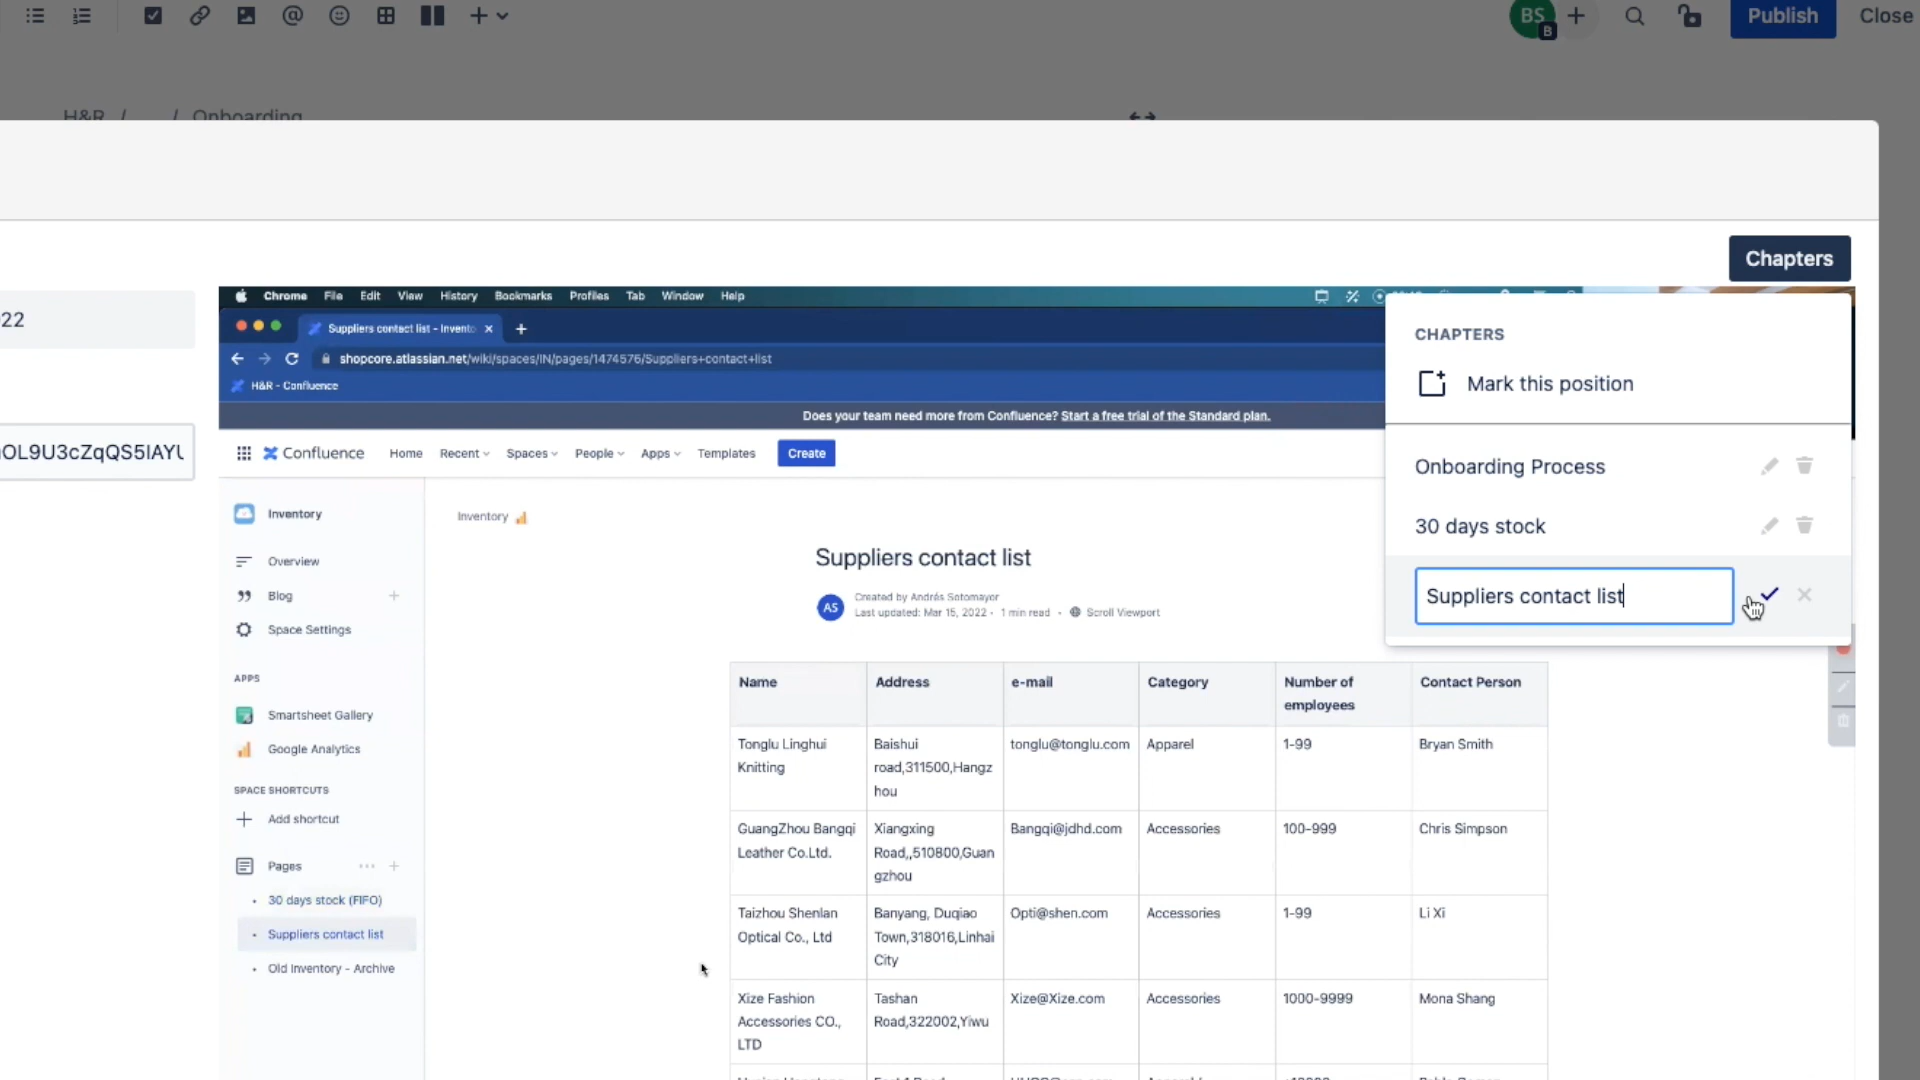 BS
B
Publish
Close
H&R / / Onboarding
Chapters
22
OL9U3cZqQS5IAYU
Chrome File Edit View History Bookmarks Profiles Tab Window Help
Suppliers contact list - Invento
shopcore.atlassian.net/wiki/spaces/IN/pages/1474576/Suppliers+contact+list
H&R - Confluence
Does your team need more from Confluence? Start a free trial of the Standard plan.
Confluence Home Recent Spaces People Apps Templates Create
CHAPTERS
Mark this position
Onboarding Process
30 days stock
Suppliers contact list
Inventory
Overview
Blog
Space Settings
APPS
Smartsheet Gallery
Google Analytics
SPACE SHORTCUTS
Add shortcut
Pages
30 days stock (FIFO)
Suppliers contact list
Old Inventory - Archive
Inventory
Suppliers contact list
AS
Created by Andrés Sotomayor
Last updated: Mar 15, 2022 • 1 min read • Scroll Viewport
Name Address e-mail Category Number of Contact Person
employees
Tonglu Linghui Baishui tonglu@tonglu.com Apparel 1-99 Bryan Smith
Knitting road,311500,Hangz
hou
GuangZhou Bangqi Xiangxing Bangqi@jdhd.com Accessories 100-999 Chris Simpson
Leather Co.Ltd. Road,,510800,Guan
gzhou
Taizhou Shenlan Banyang, Duqiao Opti@shen.com Accessories 1-99 Li Xi
Optical Co., Ltd Town,318016,Linhai
City
Xize Fashion Tashan Xize@Xize.com Accessories 1000-9999 Mona Shang
Accessories CO., Road,322002,Yiwu
LTD